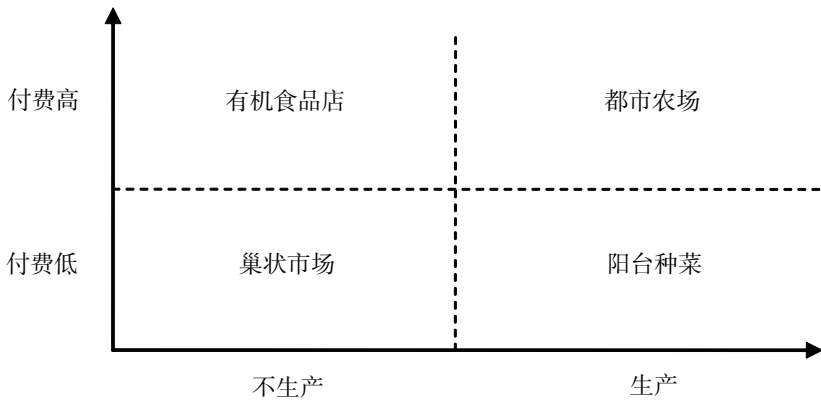 付费高
有机食品店
都市农场
付费低
巢状市场
阳台种菜
不生产
生产